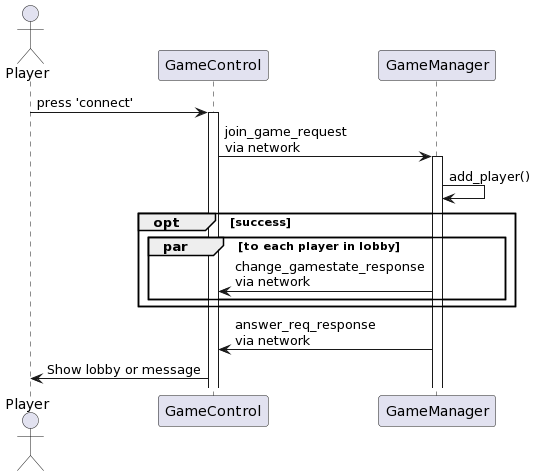 Player
GameControl
GameManager
press 'connect'
join_game_request
via network
add_player()
opt
[success]
par
[to each player in lobby]
change_gamestate_response
via network
answer_req_response
via network
Show lobby or message
Player
GameControl
GameManager